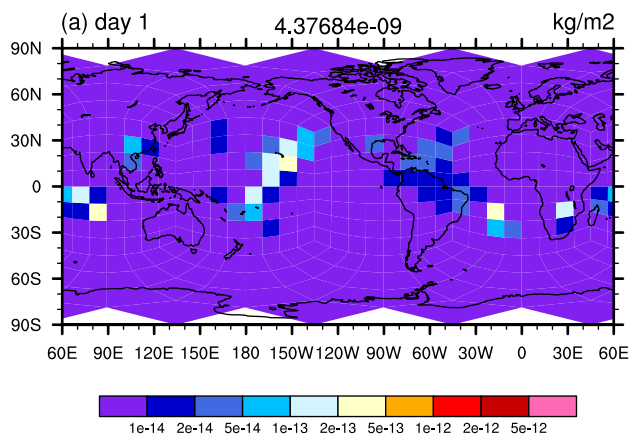 (a) day 1 4.37684e-09 kg/m2
90N
60N
30N
0
30S
60S
90S
60E 90E 120E 150E 180 150W 120W 90W 60W 30W 0 30E 60E
1e-14 2e-14 5e-14 1e-13 2e-13 5e-13 1e-12 2e-12 5e-12